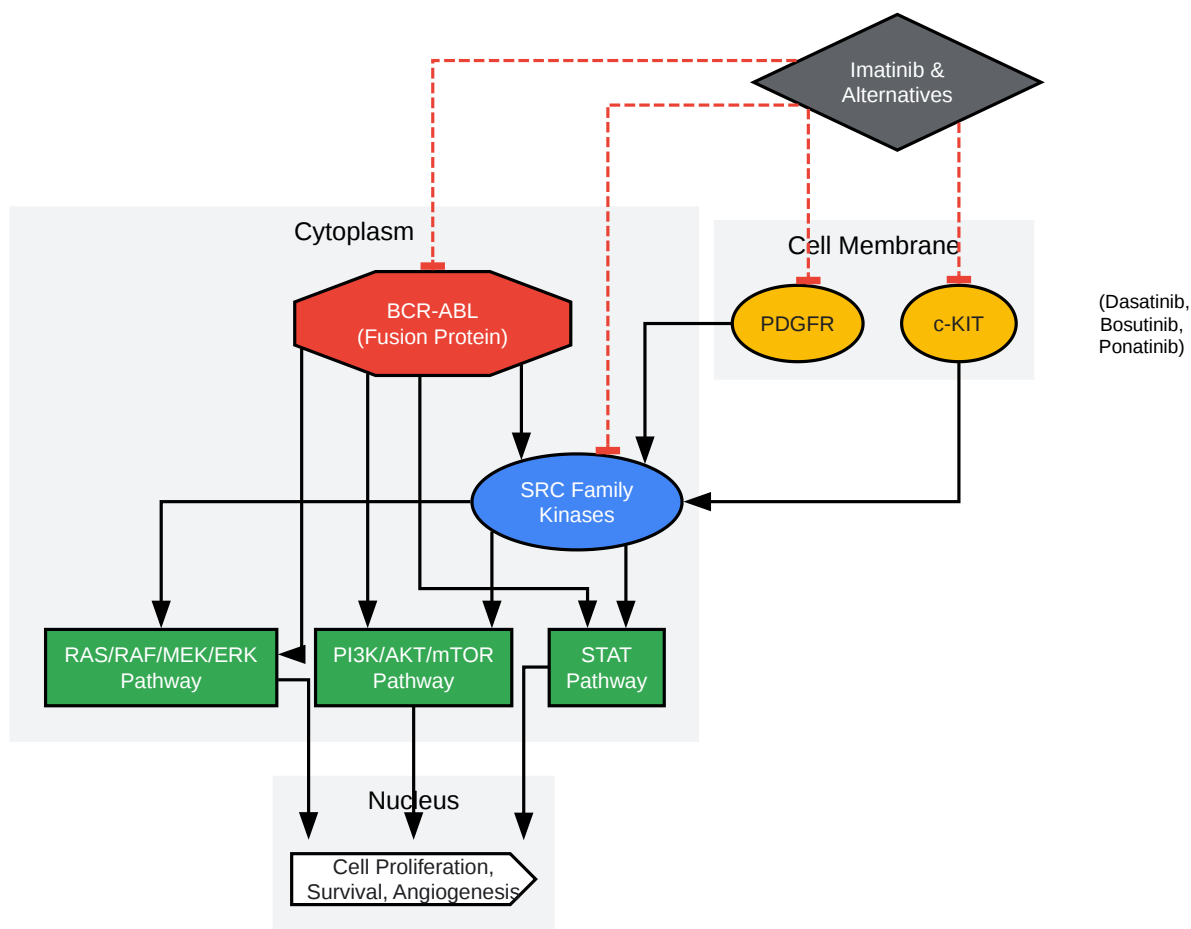 Imatinib &
Alternatives
Cytoplasm
Cell Membrane
BCR-ABL
(Fusion Protein)
PDGFR
c-KIT
(Dasatinib,
Bosutinib,
Ponatinib)
SRC Family
Kinases
RAS/RAF/MEK/ERK
Pathway
PI3K/AKT/mTOR
Pathway
STAT
Pathway
Nucleus
Cell Proliferation,
Survival, Angiogenesis